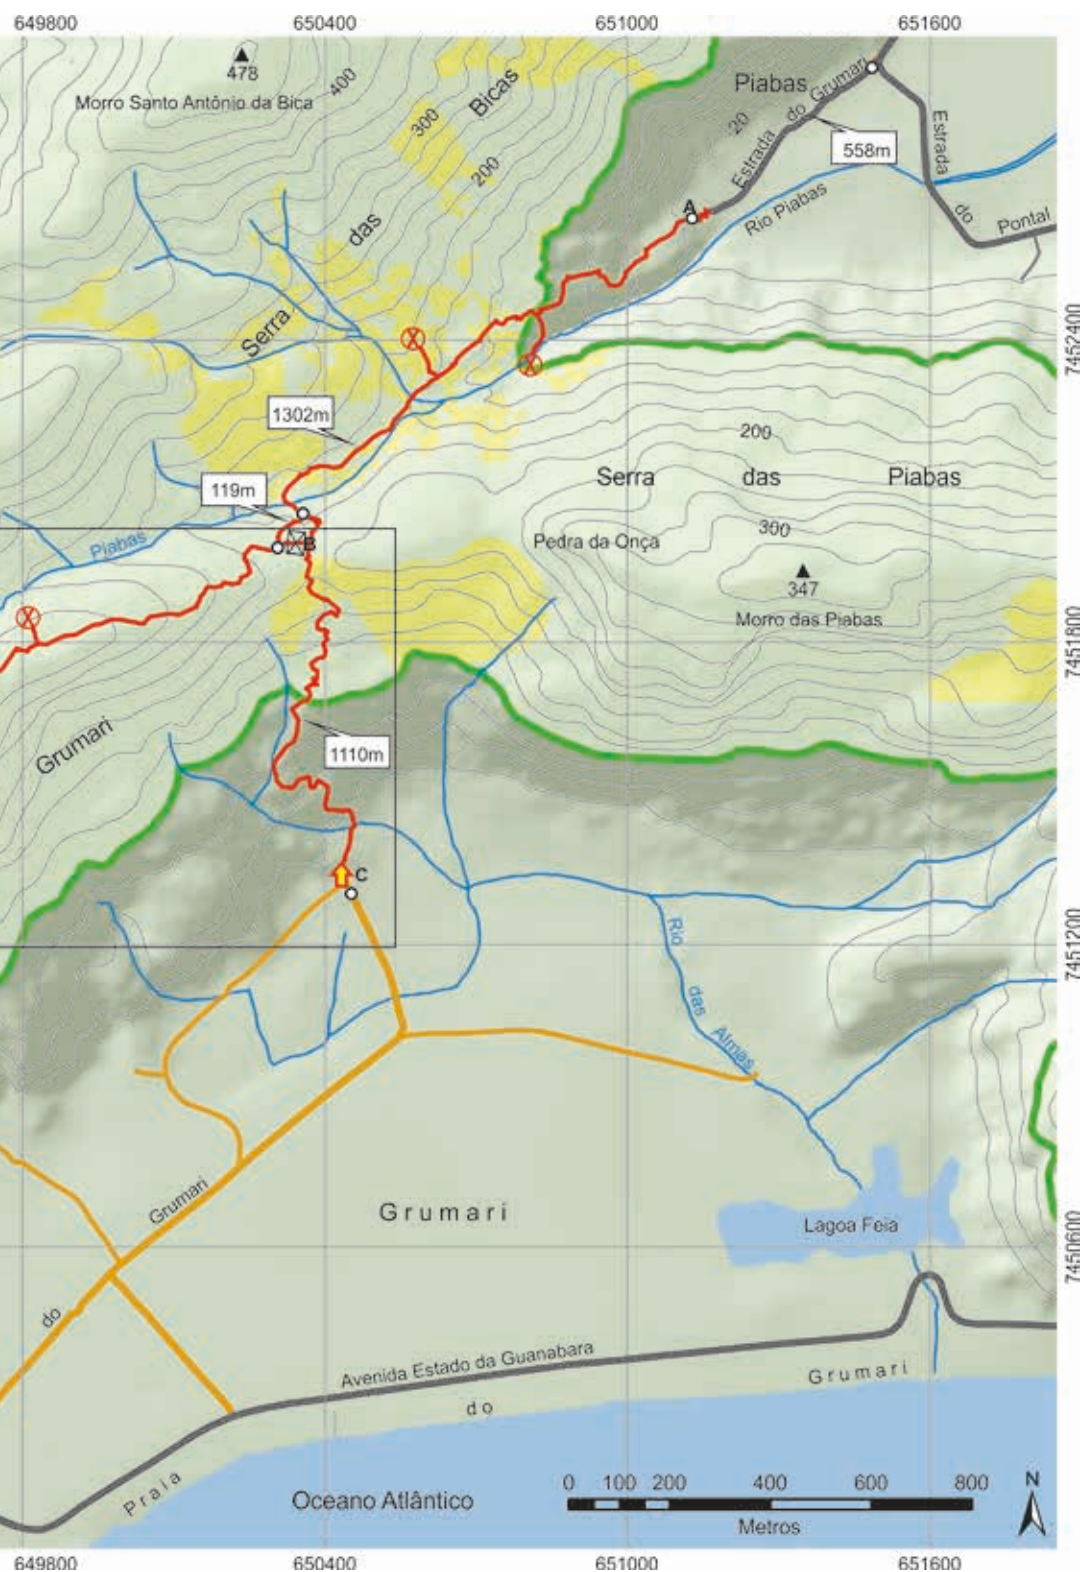 649800 650400 651000 651600
478
Morro Santo Antônio da Bica
400
300
200
Serra das Bicas
Piabas
20
Estrada do Grumari
558m
Estrada do Pontal
A
Rio Piabas
7452400
1302m
119m
200
Serra das Piabas
300
Piabas
B
Pedra da Onça
347
Morro das Piabas
7451800
Grumari
1110m
C
Rio das Almas
7451200
Grumari
Grumari
Lagoa Feia
7450600
do
Avenida Estado da Guanabara
Praia do Grumari
Oceano Atlântico
0 100 200 400 600 800
Metros
N
649800 650400 651000 651600